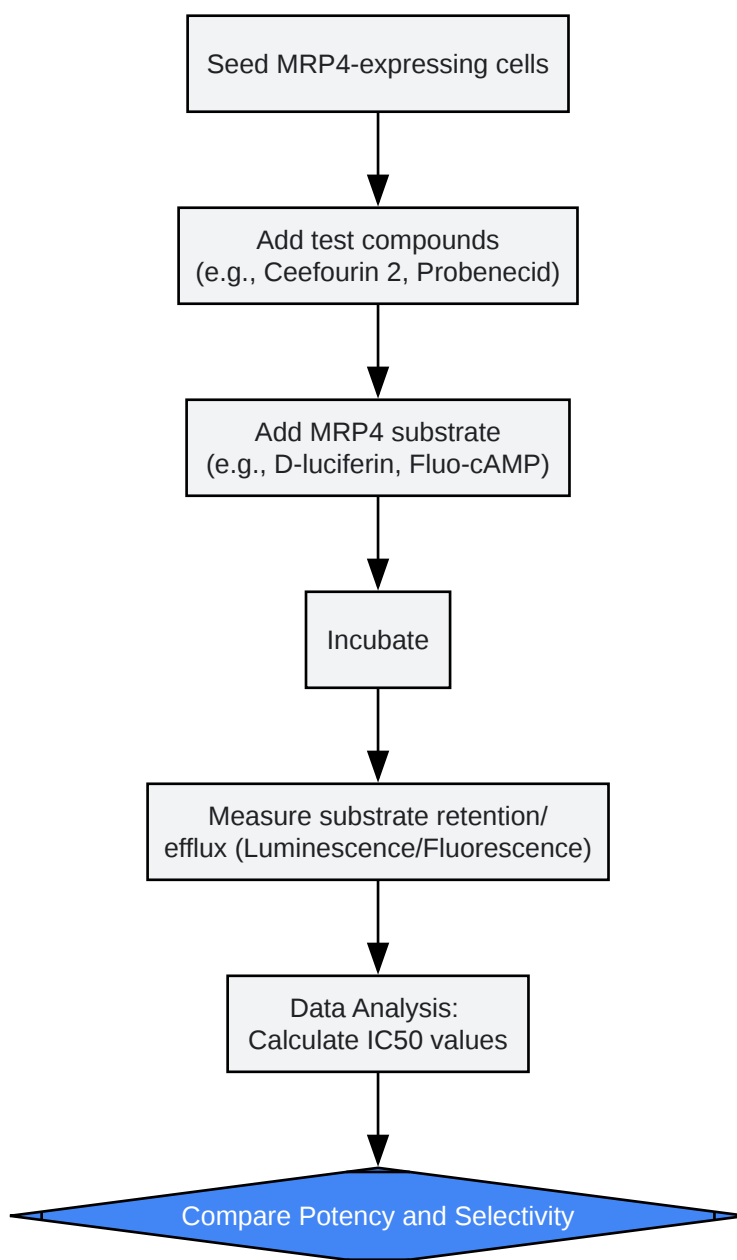 Seed MRP4-expressing cells
Add test compounds
(e.g., Ceefourin 2, Probenecid)
Add MRP4 substrate
(e.g., D-luciferin, Fluo-cAMP)
Incubate
Measure substrate retention/
efflux (Luminescence/Fluorescence)
Data Analysis:
Calculate IC50 values
Compare Potency and Selectivity